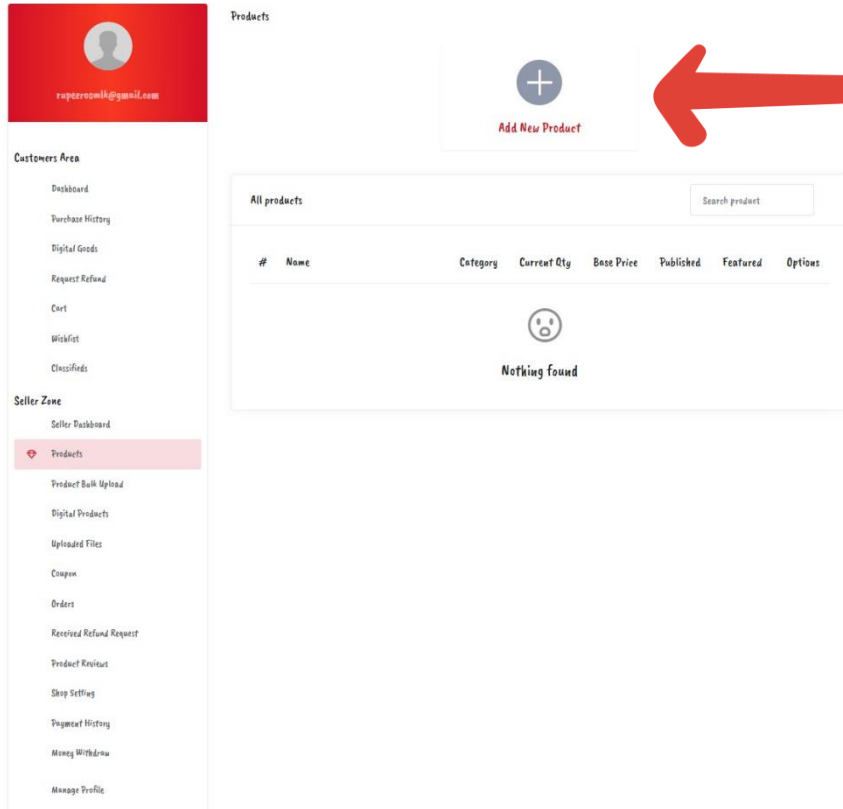 Products
rupeeroomlk@gmail.com
Add New Product
Customers Area
Dashboard
Purchase History
Digital Goods
Request Refund
Cart
Wishlist
Classifieds
All products
Search product
# Name Category Current Qty Base Price Published Featured Options
Nothing found
Seller Zone
Seller Dashboard
Products
Product Bulk Upload
Digital Products
Uploaded Files
Coupon
Orders
Received Refund Request
Product Reviews
Shop Setting
Payment History
Money Withdraw
Manage Profile